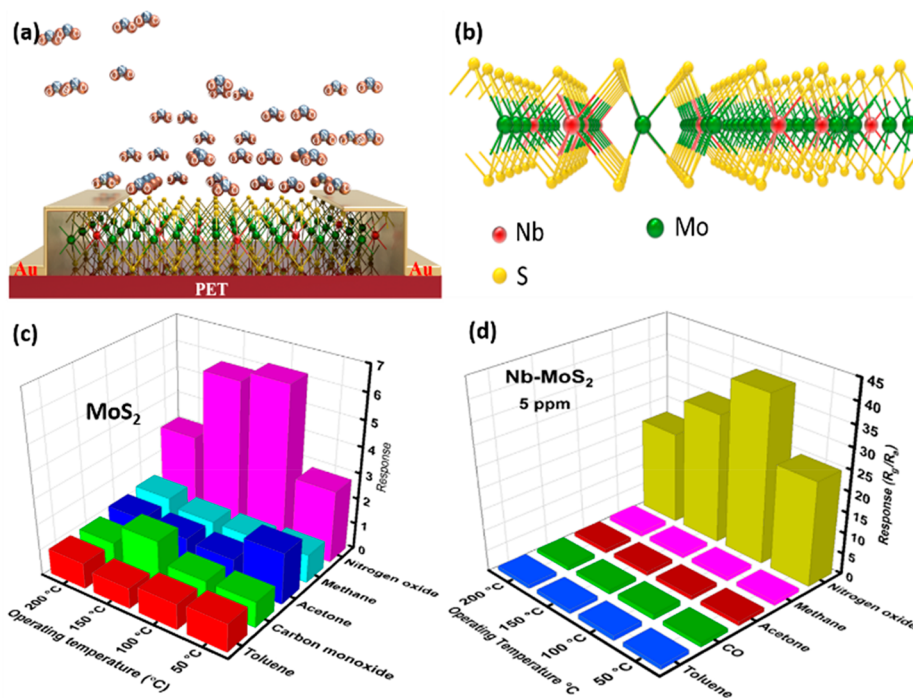 (a)
Au
Au
PET
(b)
Nb
Mo
S
(c)
MoS2
7
6
5
4
3
2
1
0
Response
200 °C
150 °C
100 °C
50 °C
Operating temperature (°C)
Nitrogen oxide
Methane
Acetone
Carbon monoxide
Toluene
(d)
Nb-MoS2
5 ppm
45
40
35
30
25
20
15
10
5
0
Response (Rg/Ra)
200 °C
150 °C
100 °C
50 °C
Operating Temperature °C
Nitrogen oxide
Methane
Acetone
CO
Toluene